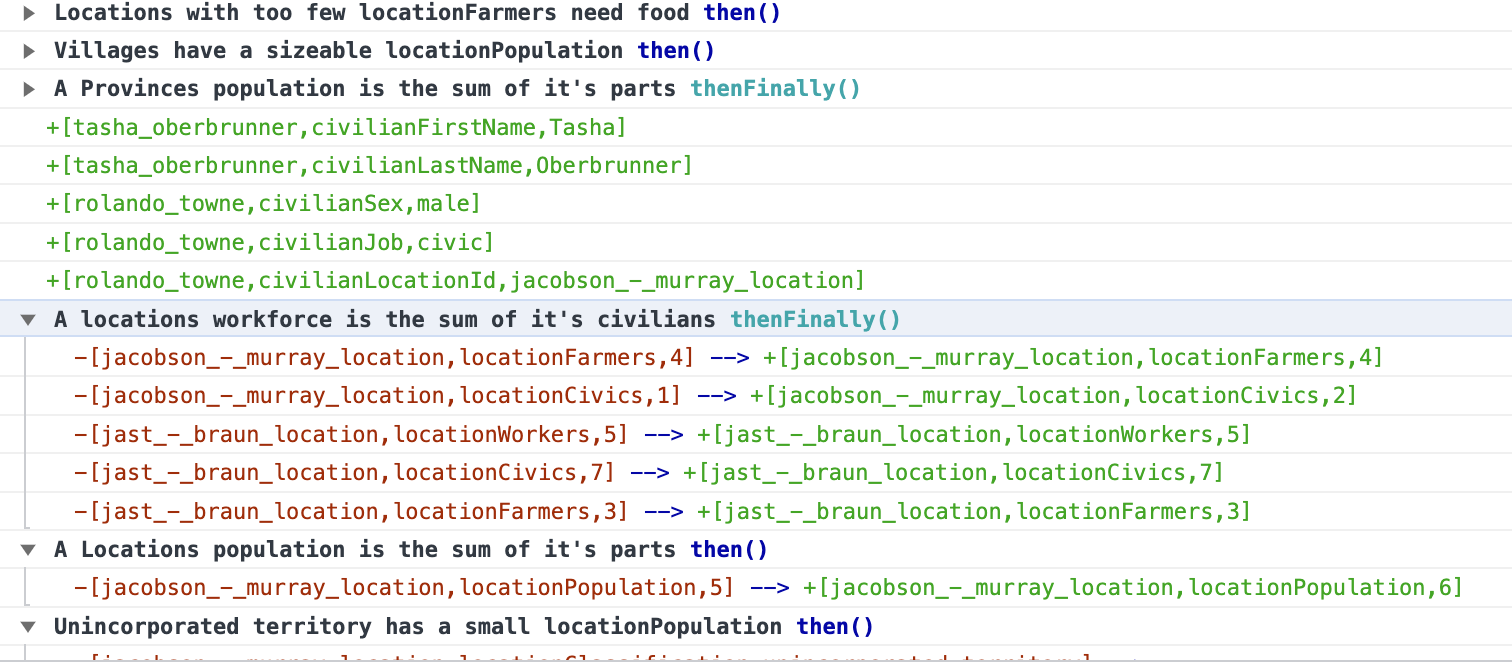 Locations with too few locationFarmers need food then()
Villages have a sizeable locationPopulation then()
A Provinces population is the sum of it's parts thenFinally()
+[tasha_oberbrunner,civilianFirstName,Tasha]
+[tasha_oberbrunner,civilianLastName,Oberbrunner]
+[rolando_towne,civilianSex,male]
+[rolando_towne,civilianJob,civic]
+[rolando_towne,civilianLocationId,jacobson_-_murray_location]
A locations workforce is the sum of it's civilians thenFinally()
-[jacobson_-_murray_location,locationFarmers,4] --> +[jacobson_-_murray_location,locationFarmers,4]
-[jacobson_-_murray_location,locationCivics,1] --> +[jacobson_-_murray_location,locationCivics,2]
-[jast_-_braun_location,locationWorkers,5] --> +[jast_-_braun_location,locationWorkers,5]
-[jast_-_braun_location,locationCivics,7] --> +[jast_-_braun_location,locationCivics,7]
-[jast_-_braun_location,locationFarmers,3] --> +[jast_-_braun_location,locationFarmers,3]
A Locations population is the sum of it's parts then()
-[jacobson_-_murray_location,locationPopulation,5] --> +[jacobson_-_murray_location,locationPopulation,6]
Unincorporated territory has a small locationPopulation then()